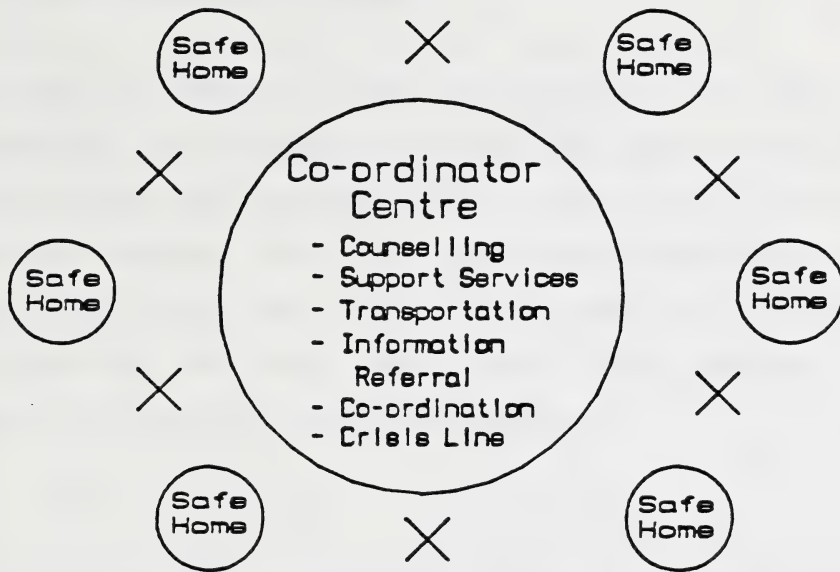 Safe
Home
Safe
Home
Co-ordinator
Centre
- Counselling
- Support Services
- Transportation
- Information
Referral
- Co-ordination
- Crisis Line
Safe
Home
Safe
Home
Safe
Home
Safe
Home